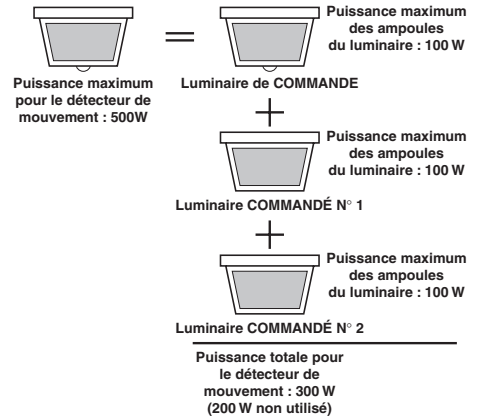 Puissance maximum
pour le détecteur de
mouvement : 500W
Puissance maximum
des ampoules
du luminaire : 100 W
Luminaire de COMMANDE
Puissance maximum
des ampoules
du luminaire : 100 W
Luminaire COMMANDÉ N° 1
Puissance maximum
des ampoules
du luminaire : 100 W
Luminaire COMMANDÉ N° 2
Puissance totale pour
le détecteur de
mouvement : 300 W
(200 W non utilisé)